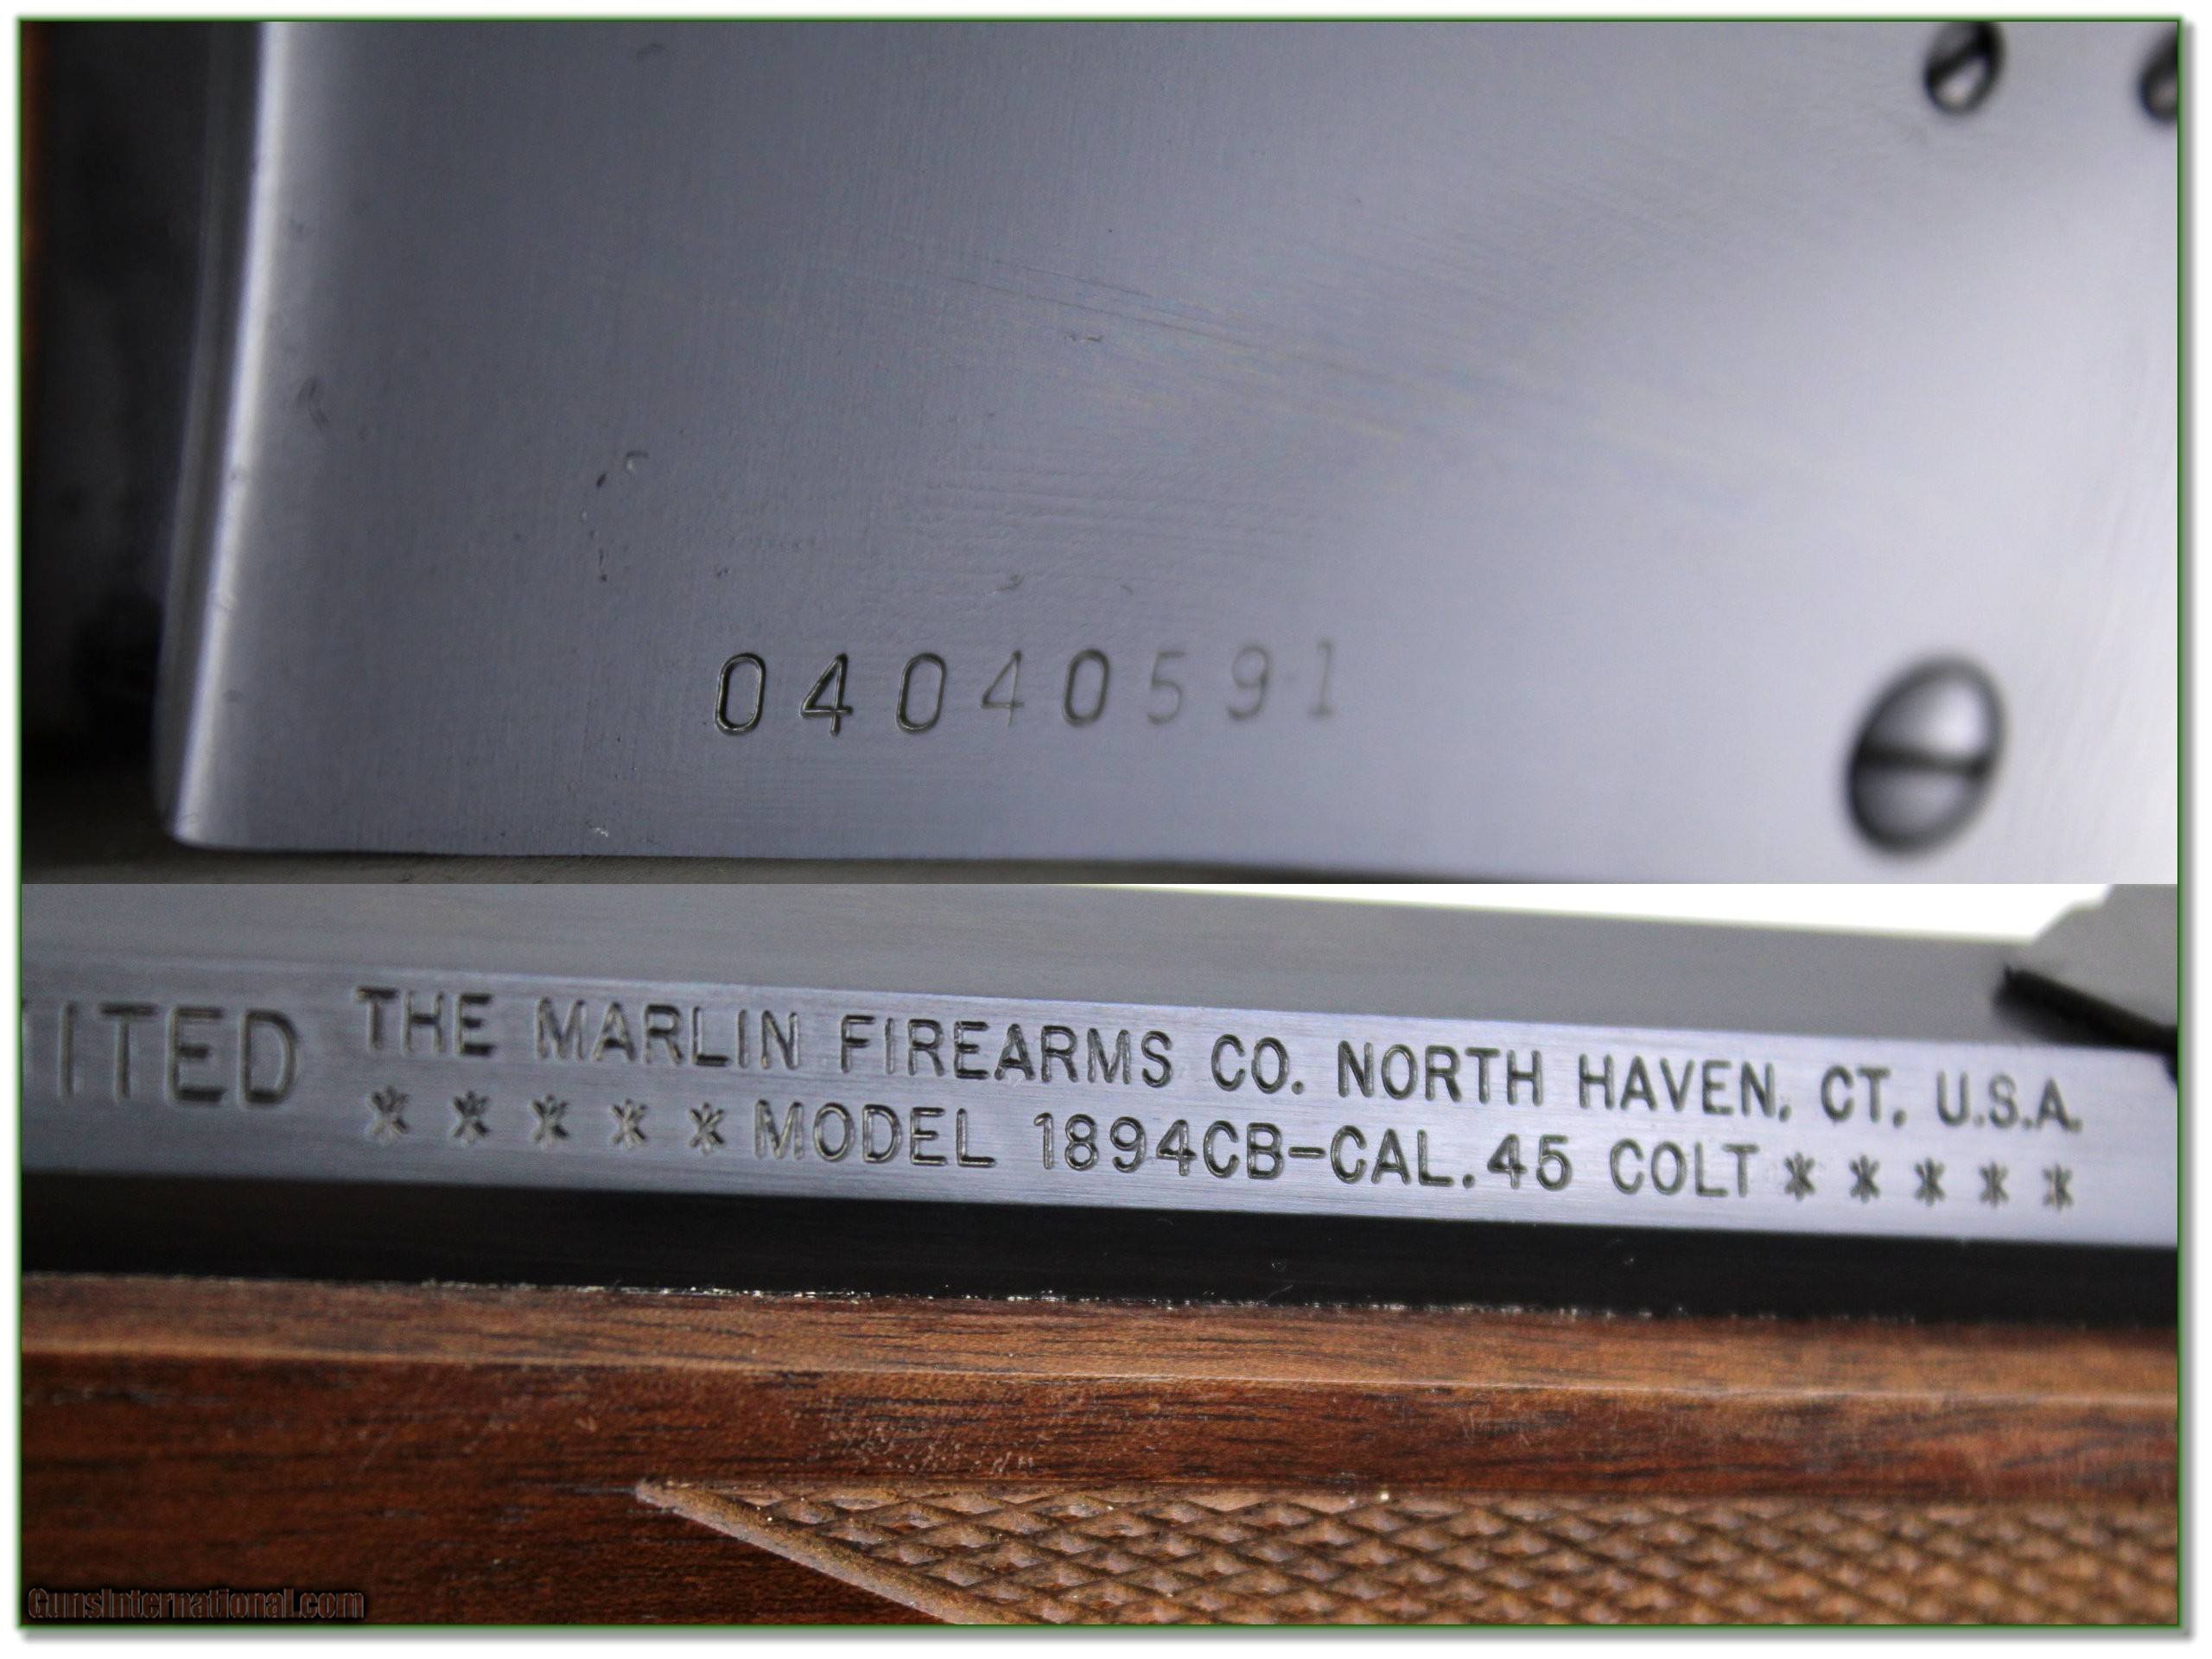 04040591
ITED THE MARLIN FIREARMS CO. NORTH HAVEN, CT. U.S.A.
*****MODEL 1894CB-CAL.45 COLT*****
GunsInternational.com